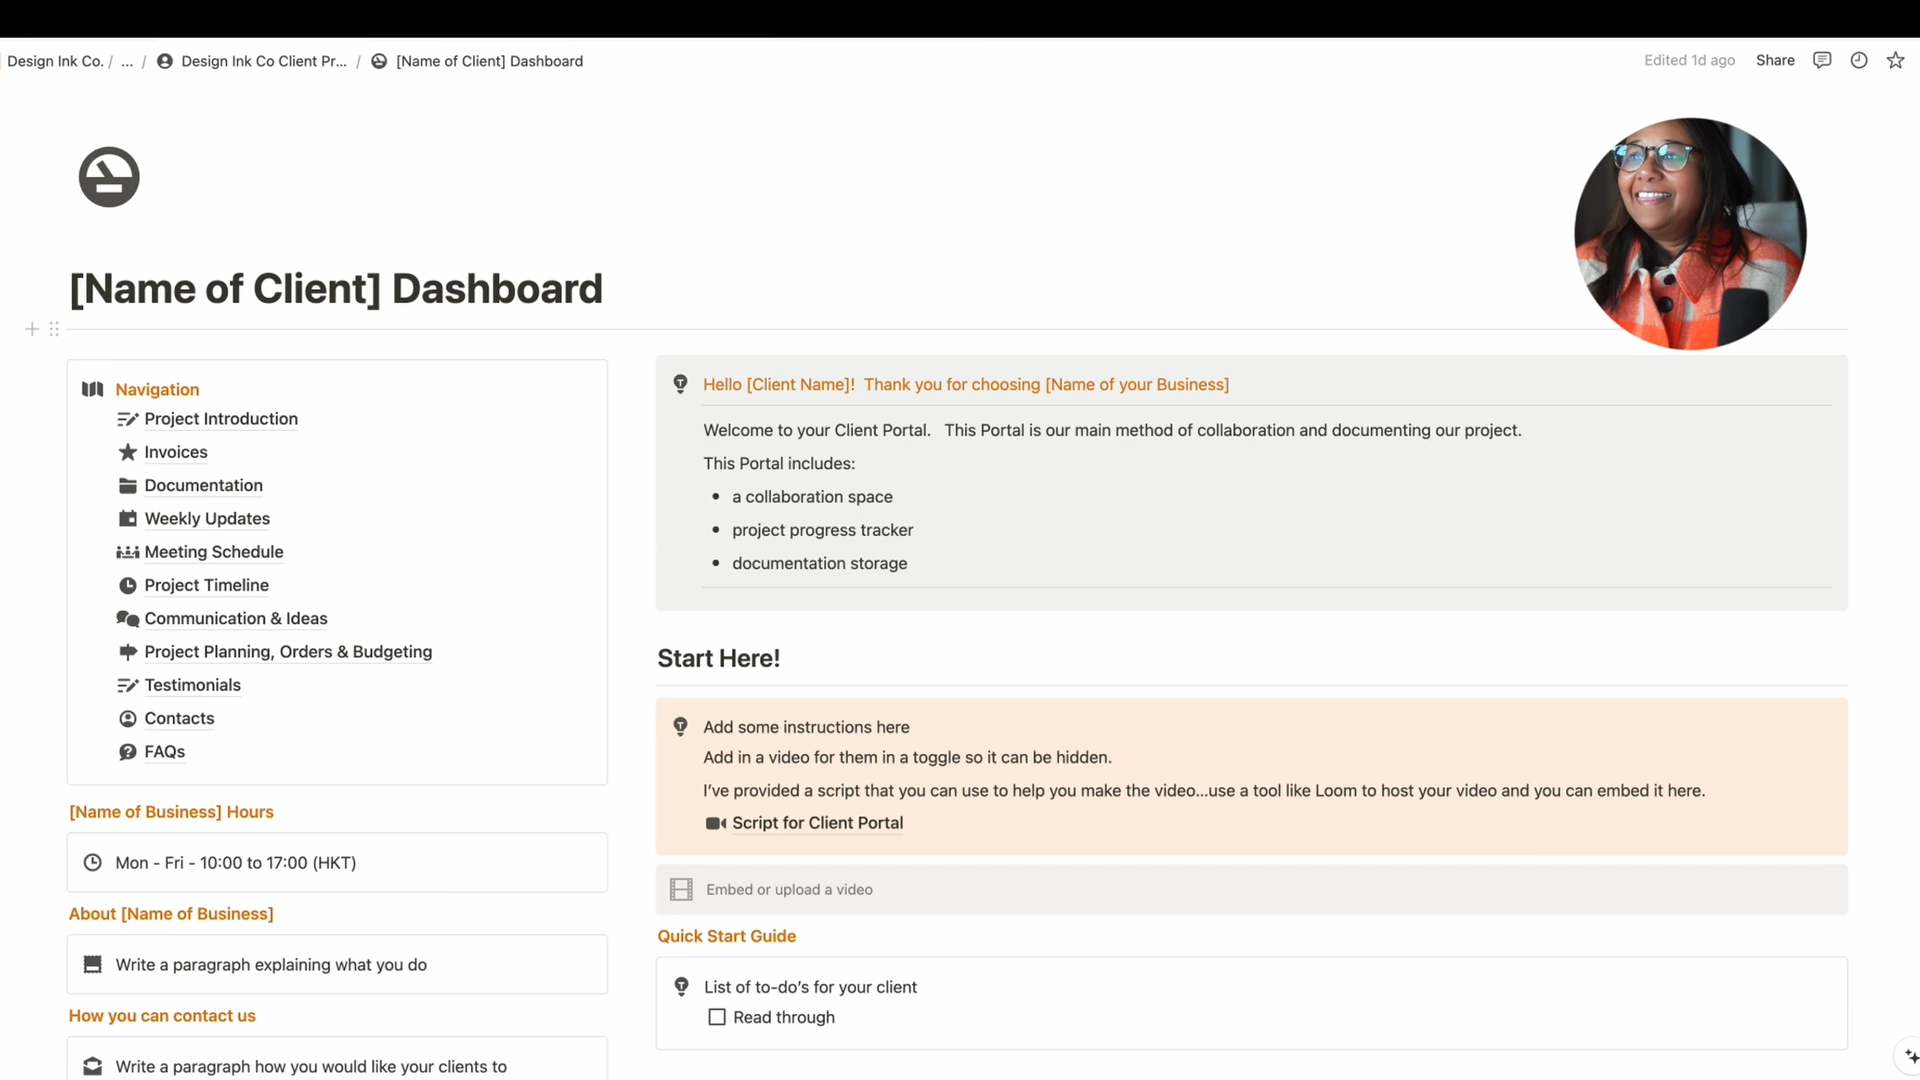 Design Ink Co. / ... / Design Ink Co Client Pr... / [Name of Client] Dashboard
Edited 1d ago Share
[Name of Client] Dashboard
Navigation
Project Introduction
Invoices
Documentation
Weekly Updates
Meeting Schedule
Project Timeline
Communication & Ideas
Project Planning, Orders & Budgeting
Testimonials
Contacts
FAQs
[Name of Business] Hours
Mon - Fri - 10:00 to 17:00 (HKT)
About [Name of Business]
Write a paragraph explaining what you do
How you can contact us
Write a paragraph how you would like your clients to
Hello [Client Name]! Thank you for choosing [Name of your Business]
Welcome to your Client Portal. This Portal is our main method of collaboration and documenting our project.
This Portal includes:
• a collaboration space
• project progress tracker
• documentation storage
Start Here!
Add some instructions here
Add in a video for them in a toggle so it can be hidden.
I’ve provided a script that you can use to help you make the video...use a tool like Loom to host your video and you can embed it here.
Script for Client Portal
Embed or upload a video
Quick Start Guide
List of to-do’s for your client
Read through